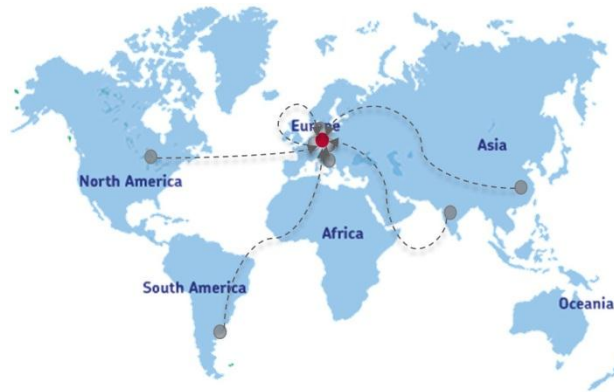 Europe
Asia
North America
Africa
South America
Oceania